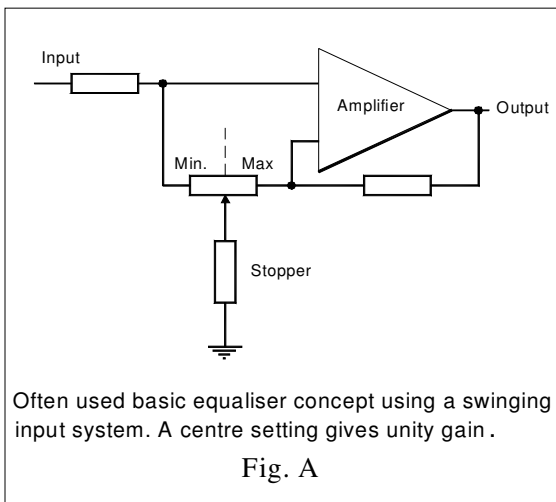 Input
Amplifier
Output
Min. Max
Stopper
Often used basic equaliser concept using a swinging
input system. A centre setting gives unity gain.
Fig. A